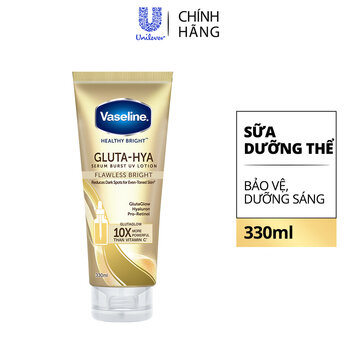 Unilever
CHÍNH
HÃNG
Vaseline
HEALTHY BRIGHT
GLUTA-HYA
SERUM BURST UV LOTION
FLAWLESS BRIGHT
Reduces Dark Spots for Even-Toned Skin
GlutaGlow
Hyaluron
Pro-Retinol
GLUTAGLOW
10X MORE
POWERFUL
THAN VITAMIN C
330ml
SỮA
DƯỠNG THỂ
BẢO VỆ,
DƯỠNG SÁNG
330ml